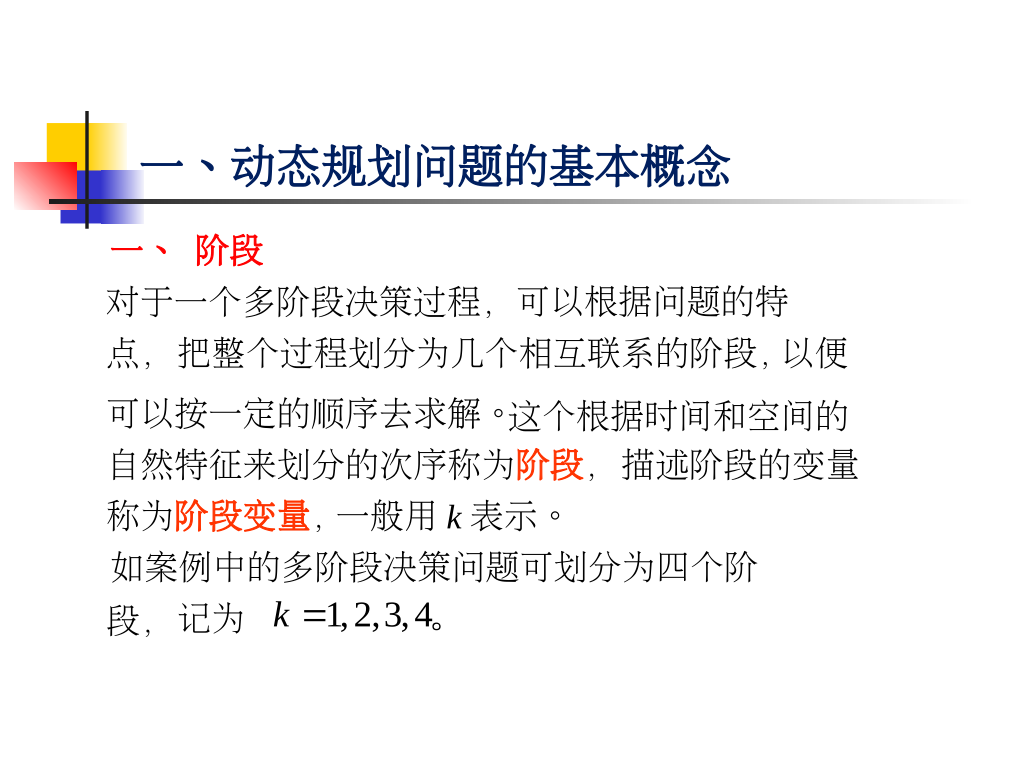 一、动态规划问题的基本概念
一、 阶段
对于一个多阶段决策过程，可以根据问题的特
点，把整个过程划分为几个相互联系的阶段，以便
可以按一定的顺序去求解。这个根据时间和空间的
自然特征来划分的次序称为阶段，描述阶段的变量
称为阶段变量，一般用 k 表示。
如案例中的多阶段决策问题可划分为四个阶
段，记为 k =1,2,3,4。